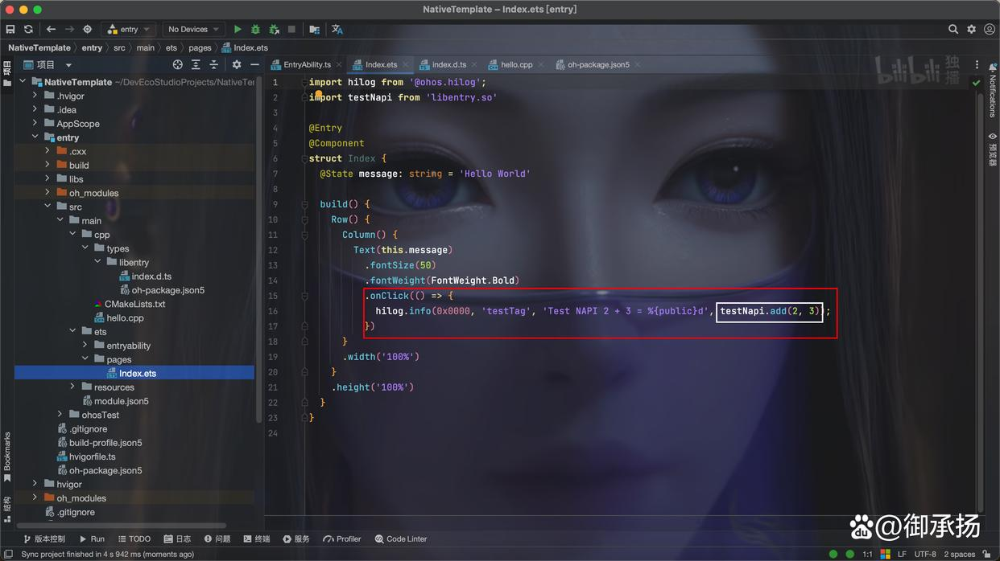 NativeTemplate – Index.ets [entry]
entry
No Devices
NativeTemplate
entry
src
main
ets
pages
Index.ets
项目
项目
NativeTemplate ~/DevEcoStudioProjects/NativeTer
.hvigor
.idea
AppScope
entry
.cxx
build
libs
oh_modules
src
main
cpp
types
libentry
index.d.ts
oh-package.json5
CMakeLists.txt
hello.cpp
ets
entryability
pages
Index.ets
resources
module.json5
ohosTest
.gitignore
build-profile.json5
hvigorfile.ts
oh-package.json5
hvigor
oh_modules
.gitignore
Bookmarks
结构
EntryAbility.ts
Index.ets
index.d.ts
hello.cpp
oh-package.json5
bilibili 独播
1 import hilog from '@ohos.hilog';
2 import testNapi from 'libentry.so'
3
4 @Entry
5 @Component
6 struct Index {
7 @State message: string = 'Hello World'
8
9 build() {
10 Row() {
11 Column() {
12 Text(this.message)
13 .fontSize(50)
14 .fontWeight(FontWeight.Bold)
15 .onClick(() => {
16 hilog.info(0x0000, 'testTag', 'Test NAPI 2 + 3 = %{public}d', testNapi.add(2, 3));
17 })
18 }
19 .width('100%')
20 }
21 .height('100%')
22 }
23 }
24
Notifications
预览器
版本控制
Run
TODO
日志
问题
终端
服务
Profiler
Code Linter
Sync project finished in 4 s 942 ms (moments ago)
1:1
LF
UTF-8
2 spaces
du
@御承扬